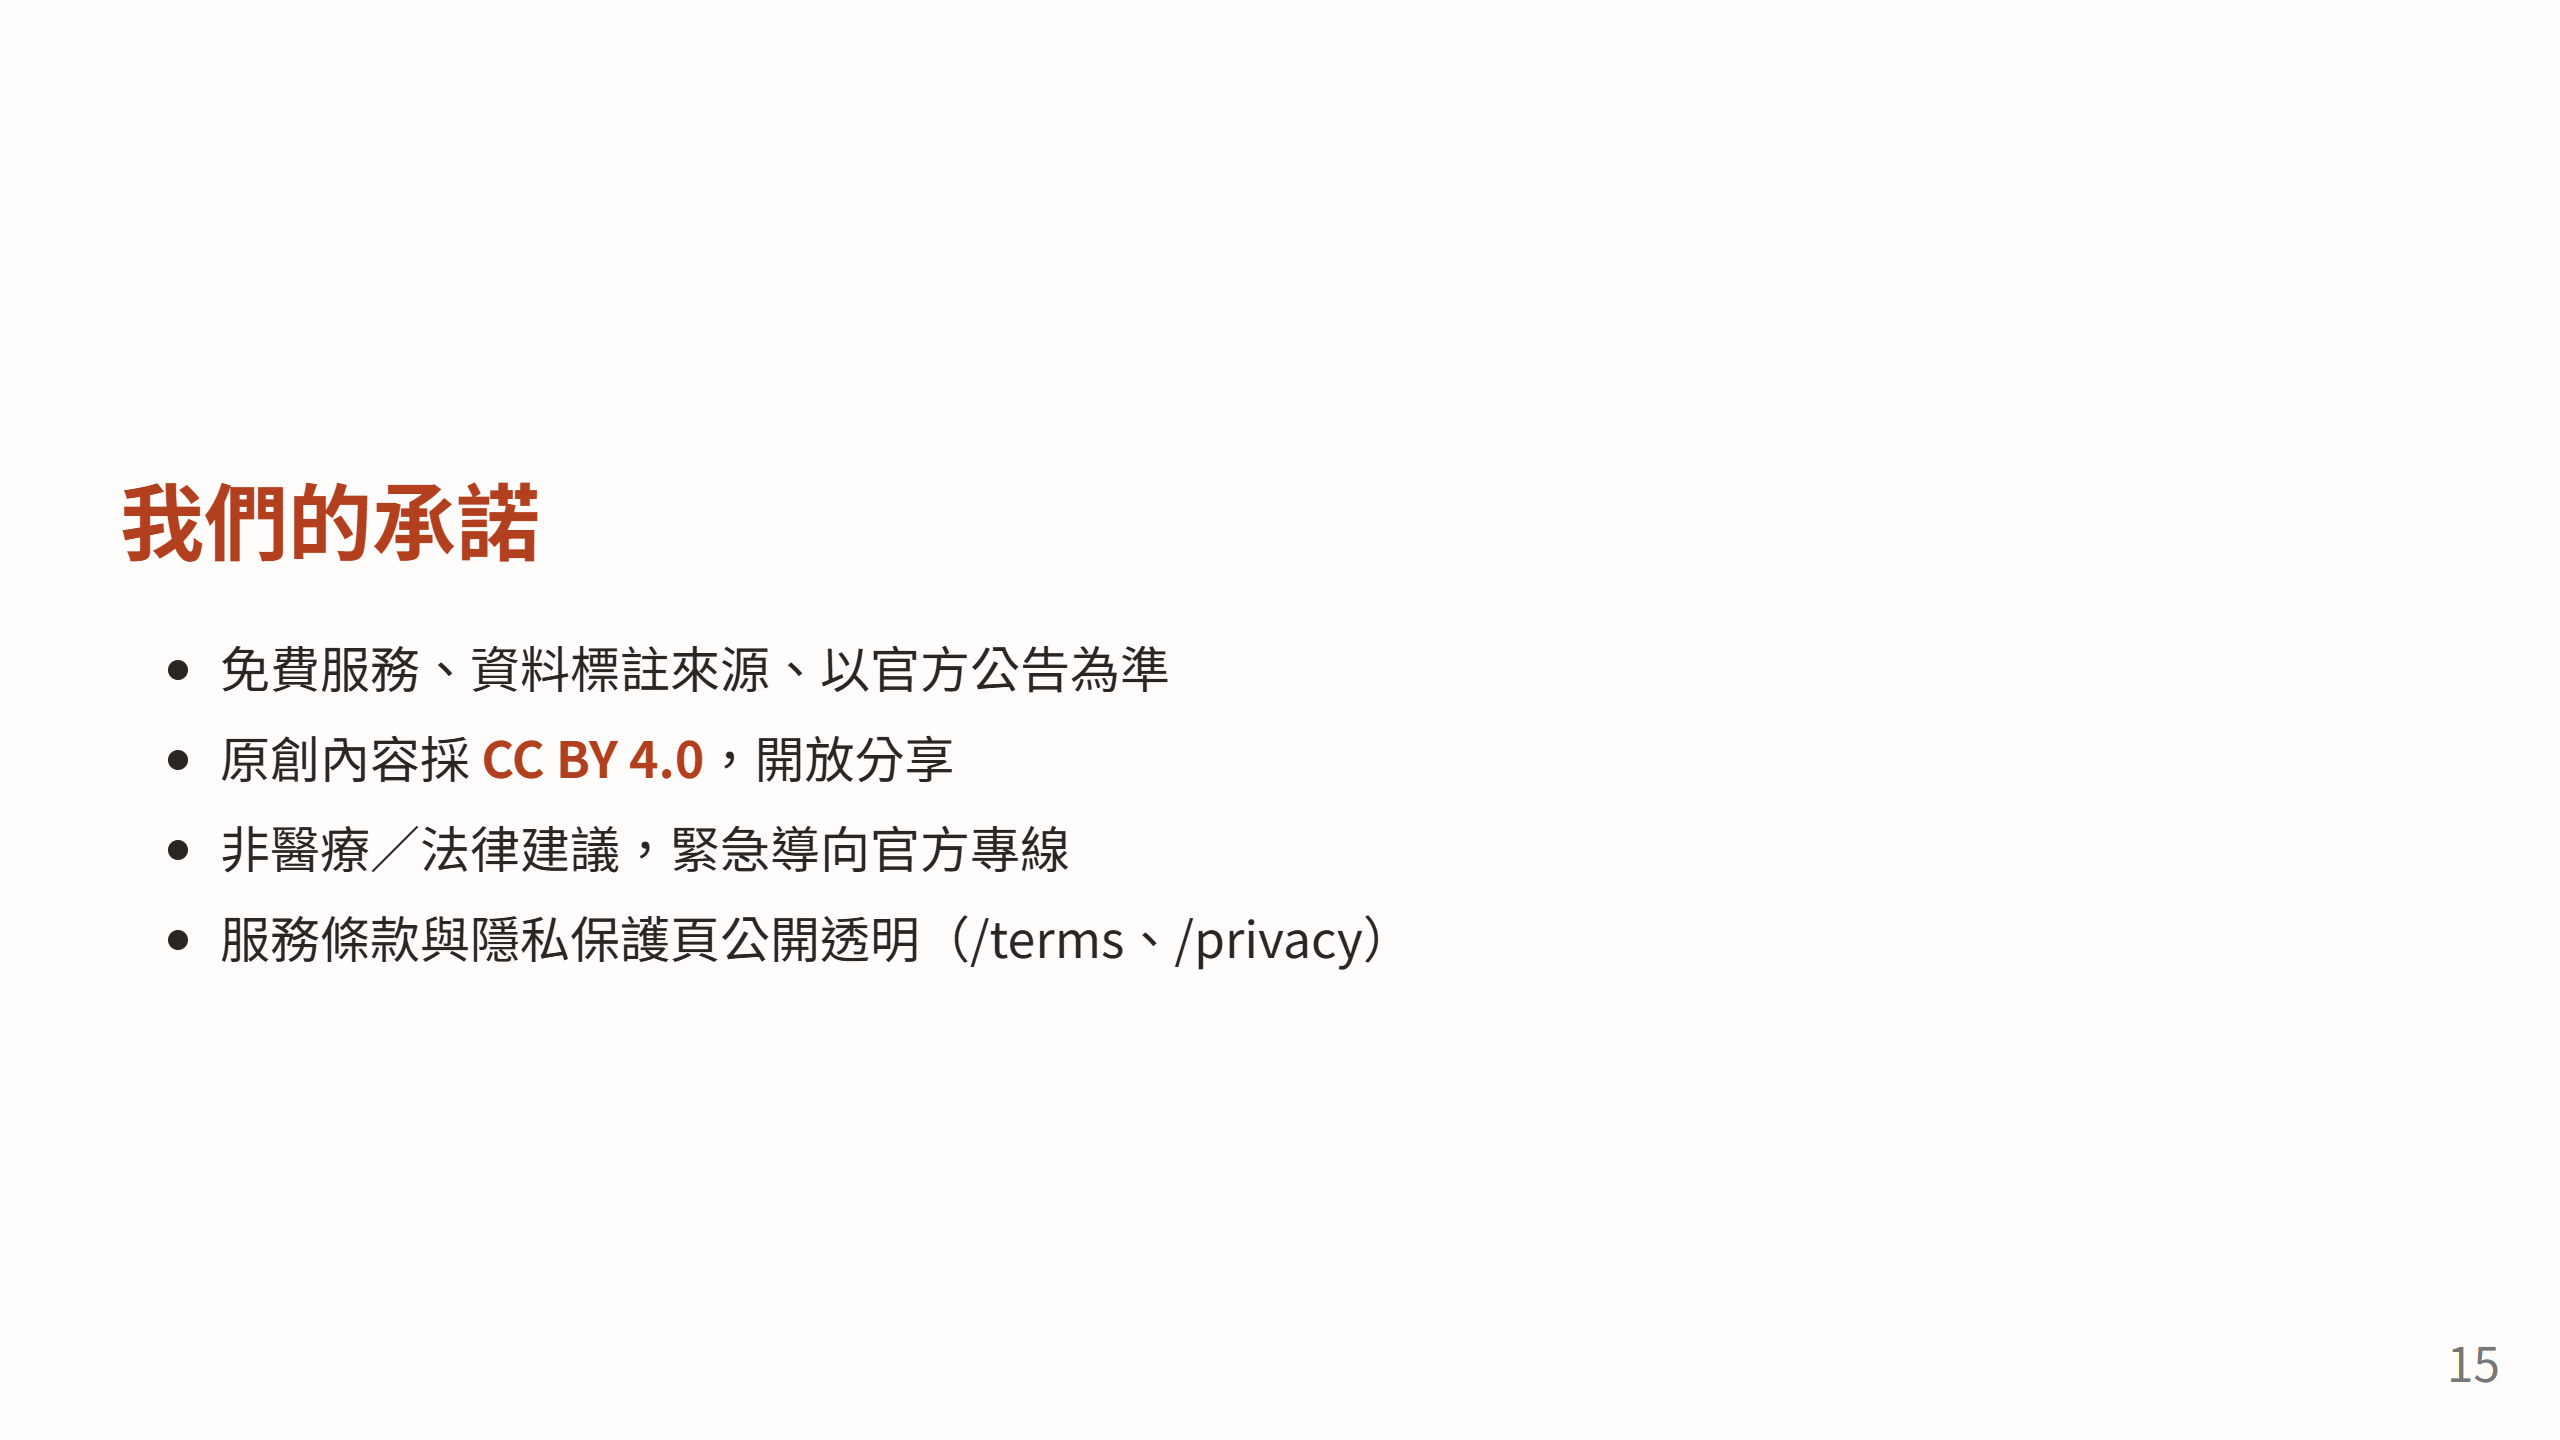 我們的承諾
• 免費服務、資料標註來源、以官方公告為準
• 原創內容採 CC BY 4.0，開放分享
• 非醫療／法律建議，緊急導向官方專線
• 服務條款與隱私保護頁公開透明（/terms、/privacy）
15